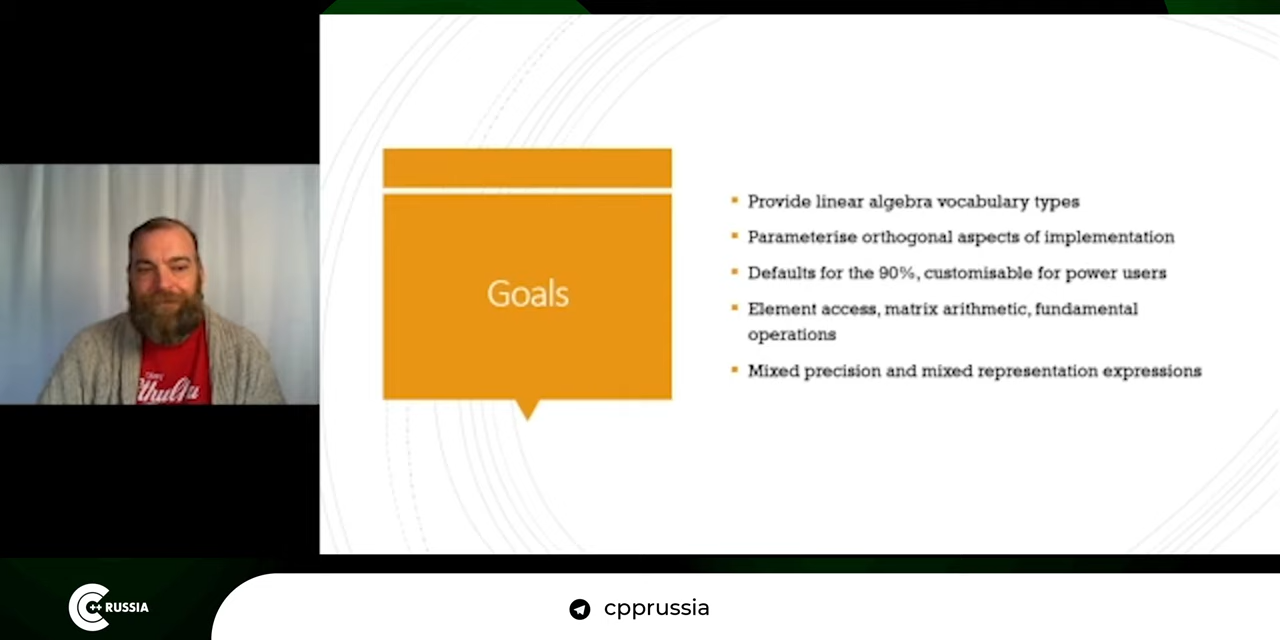 Goals
Provide linear algebra vocabulary types
Parameterise orthogonal aspects of implementation
Defaults for the 90%, customisable for power users
Element access, matrix arithmetic, fundamental
operations
Mixed precision and mixed representation expressions
C++ RUSSIA
cpprussia